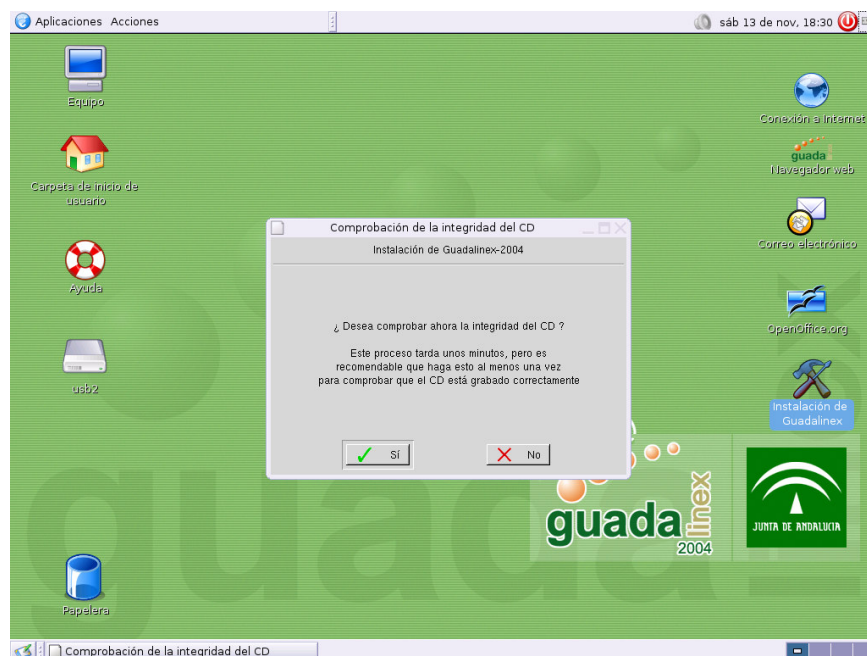 Aplicaciones Acciones
sáb 13 de nov, 18:30
Equipo
Carpeta de inicio de
usuario
Ayuda
usb2
Papelera
Conexión a Internet
guada
Navegador web
Correo electrónico
OpenOffice.org
Instalación de
Guadalinex
Comprobación de la integridad del CD
Instalación de Guadalinex-2004
¿ Desea comprobar ahora la integridad del CD ?
Este proceso tarda unos minutos, pero es
recomendable que haga esto al menos una vez
para comprobar que el CD está grabado correctamente
Sí
No
guada
linex
2004
JUNTA DE ANDALUCIA
guadalinex
Comprobación de la integridad del CD